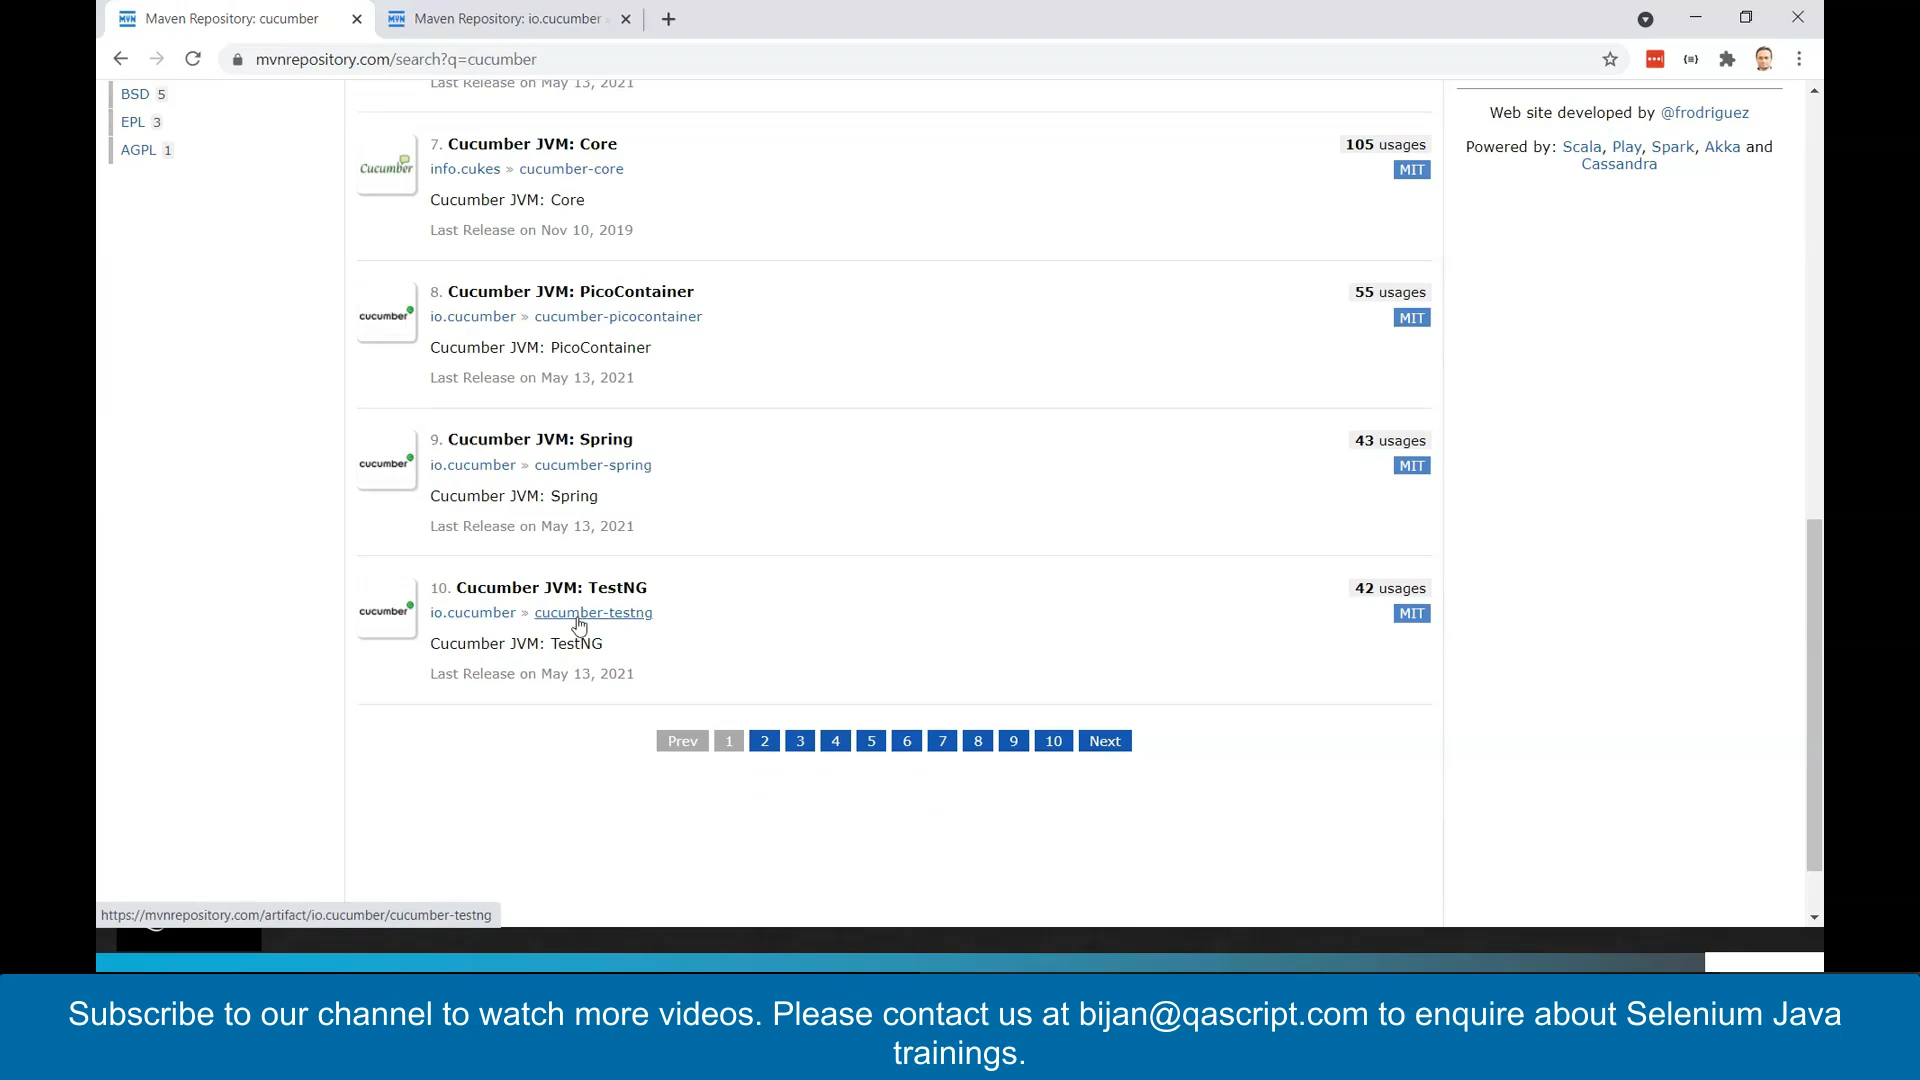 Maven Repository: cucumber
Maven Repository: io.cucumber
mvnrepository.com/search?q=cucumber
BSD 5
EPL 3
AGPL 1
Last Release on May 13, 2021
7. Cucumber JVM: Core
105 usages
Cucumber
info.cukes » cucumber-core
MIT
Cucumber JVM: Core
Last Release on Nov 10, 2019
8. Cucumber JVM: PicoContainer
55 usages
cucumber
io.cucumber » cucumber-picocontainer
MIT
Cucumber JVM: PicoContainer
Last Release on May 13, 2021
9. Cucumber JVM: Spring
43 usages
cucumber
io.cucumber » cucumber-spring
MIT
Cucumber JVM: Spring
Last Release on May 13, 2021
10. Cucumber JVM: TestNG
42 usages
cucumber
io.cucumber » cucumber-testng
MIT
Cucumber JVM: TestNG
Last Release on May 13, 2021
Prev 1 2 3 4 5 6 7 8 9 10 Next
Web site developed by @frodriguez
Powered by: Scala, Play, Spark, Akka and
Cassandra
https://mvnrepository.com/artifact/io.cucumber/cucumber-testng
Subscribe to our channel to watch more videos. Please contact us at bijan@qascript.com to enquire about Selenium Java
trainings.